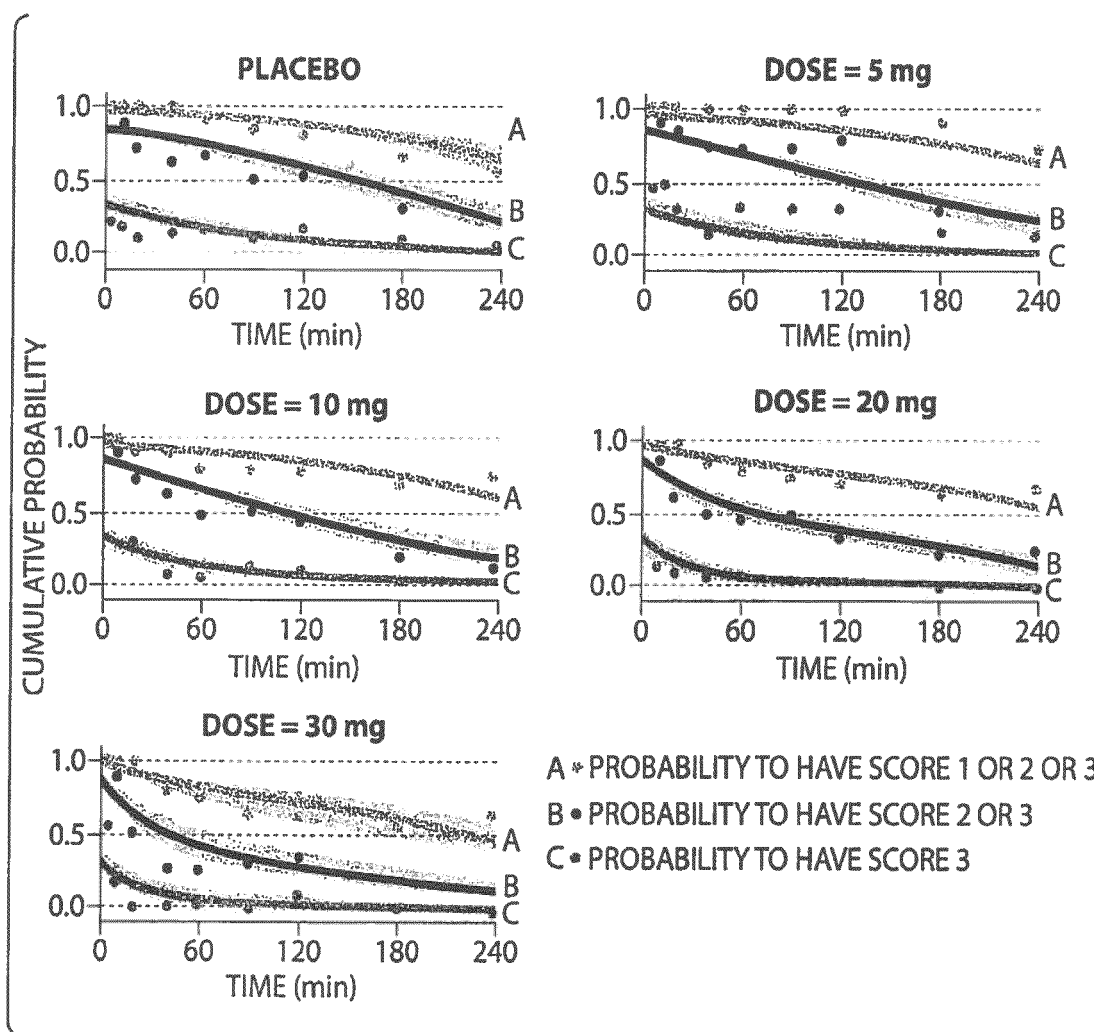 CUMULATIVE PROBABILITY
PLACEBO
1.0
0.5
0.0
A
B
C
0 60 120 180 240
TIME (min)
DOSE = 5 mg
1.0
0.5
0.0
A
B
C
0 60 120 180 240
TIME (min)
DOSE = 10 mg
1.0
0.5
0.0
A
B
C
0 60 120 180 240
TIME (min)
DOSE = 20 mg
1.0
0.5
0.0
A
B
C
0 60 120 180 240
TIME (min)
DOSE = 30 mg
1.0
0.5
0.0
A
B
C
0 60 120 180 240
TIME (min)
A PROBABILITY TO HAVE SCORE 1 OR 2 OR 3
B PROBABILITY TO HAVE SCORE 2 OR 3
C PROBABILITY TO HAVE SCORE 3